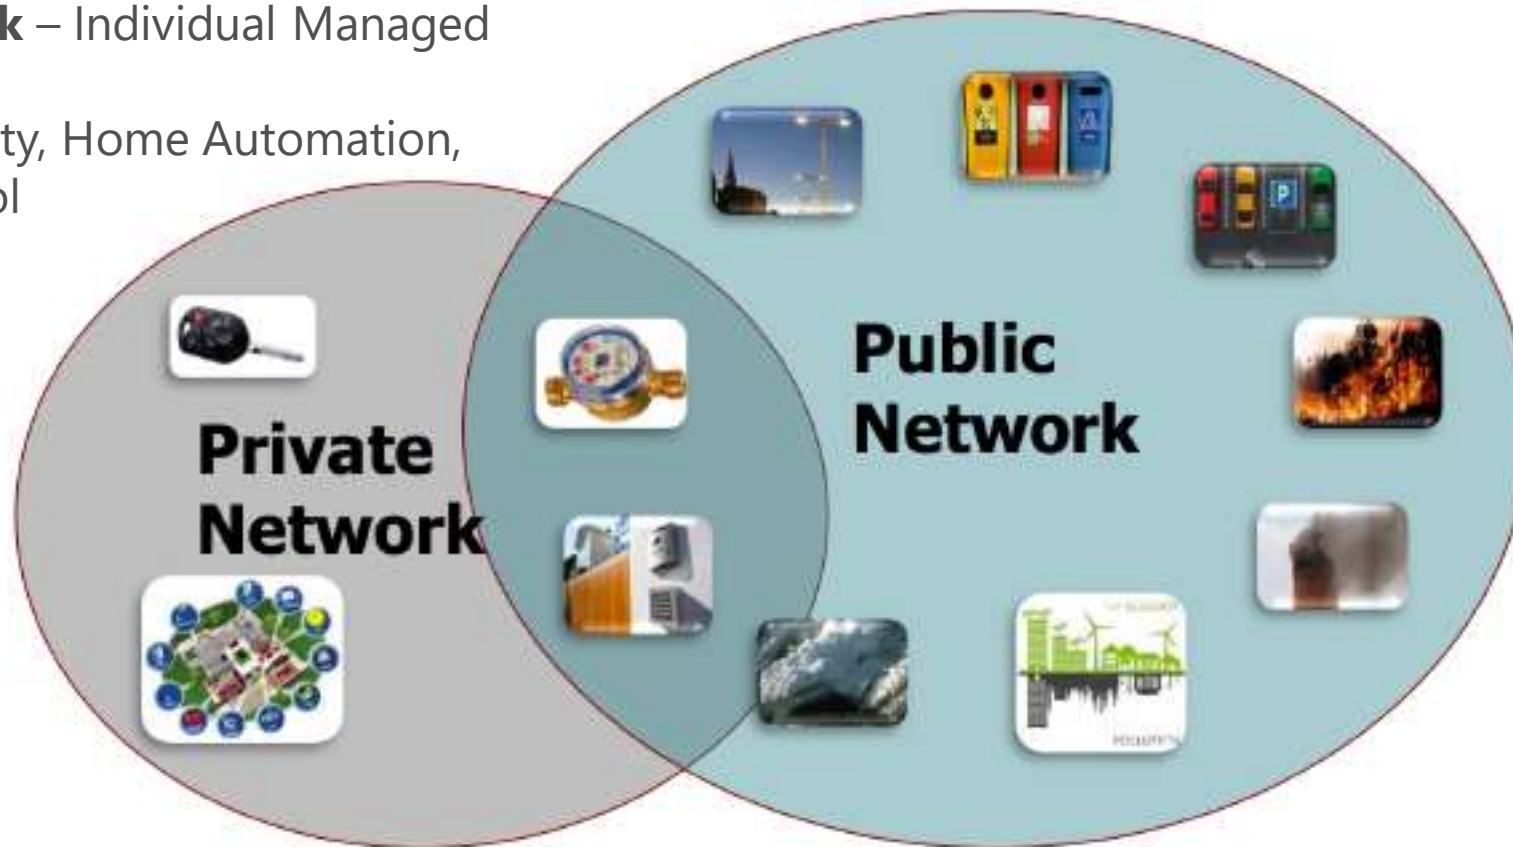 k – Individual Managed
ty, Home Automation,
ol
Public
Network
Private
Network
P